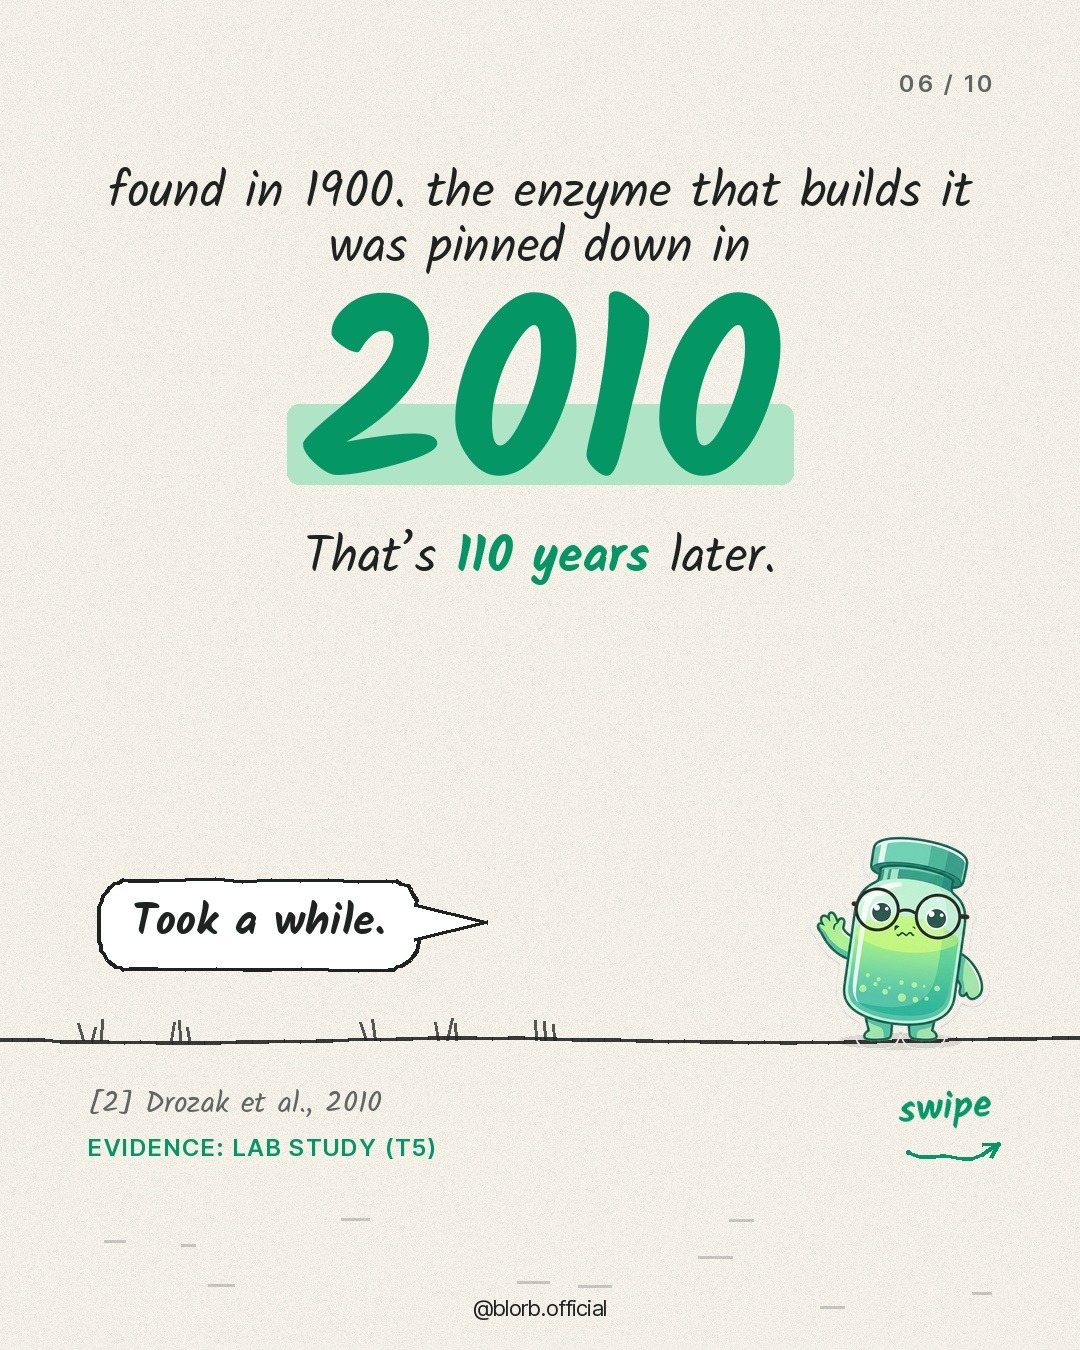 06 / 10
found in 1900. the enzyme that builds it
was pinned down in
2010
That’s 110 years later.
Took a while.
[2] Drozak et al., 2010
EVIDENCE: LAB STUDY (T5)
swipe
@blorb.official